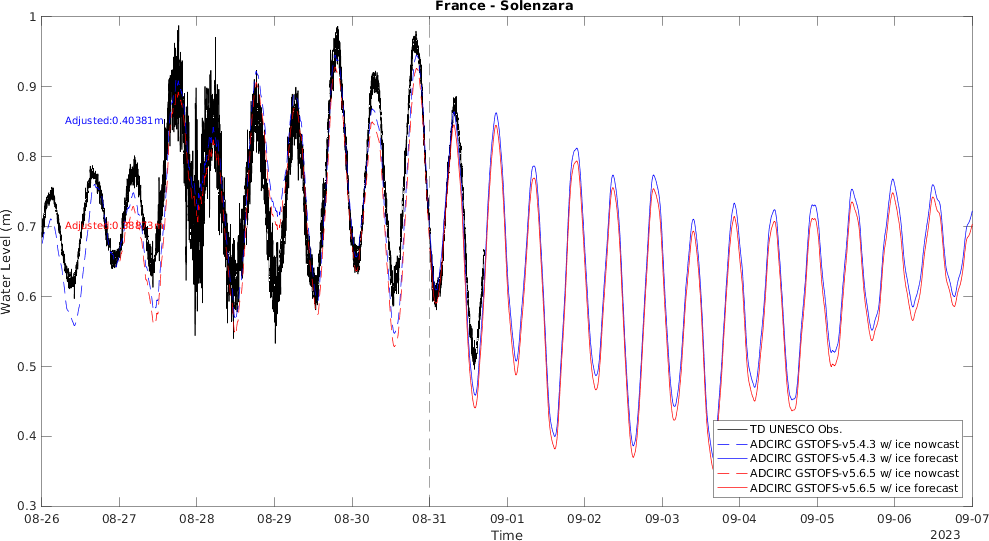 France - Solenzara
1
0.9
0.8
0.7
0.6
0.5
0.4
0.3
Water Level (m)
Adjusted:0.40381m
TD UNESCO Obs.
ADCIRC GSTOFS-v5.4.3 w/ ice nowcast
ADCIRC GSTOFS-v5.4.3 w/ ice forecast
ADCIRC GSTOFS-v5.6.5 w/ ice nowcast
ADCIRC GSTOFS-v5.6.5 w/ ice forecast
08-26 08-27 08-28 08-29 08-30 08-31 09-01 09-02 09-03 09-04 09-05 09-06 09-07
Time
2023